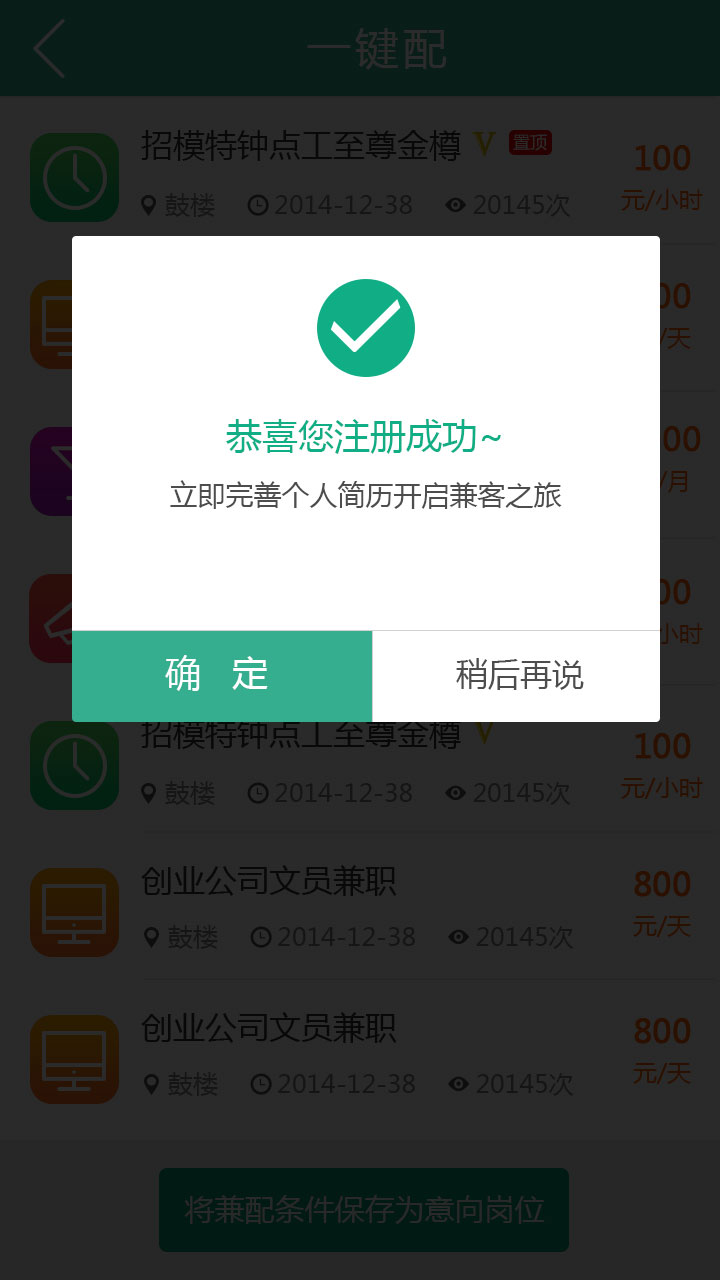 一键配
招模特钟点工至尊金樽 V 置顶
100
鼓楼 2014-12-38 20145次
元/小时
00
/天
恭喜您注册成功~
00
立即完善个人简历开启兼客之旅
/月
00
小时
确 定 稍后再说
招模特钟点工至尊金樽 V
100
鼓楼 2014-12-38 20145次
元/小时
创业公司文员兼职
800
鼓楼 2014-12-38 20145次
元/天
创业公司文员兼职
800
鼓楼 2014-12-38 20145次
元/天
将兼配条件保存为意向岗位